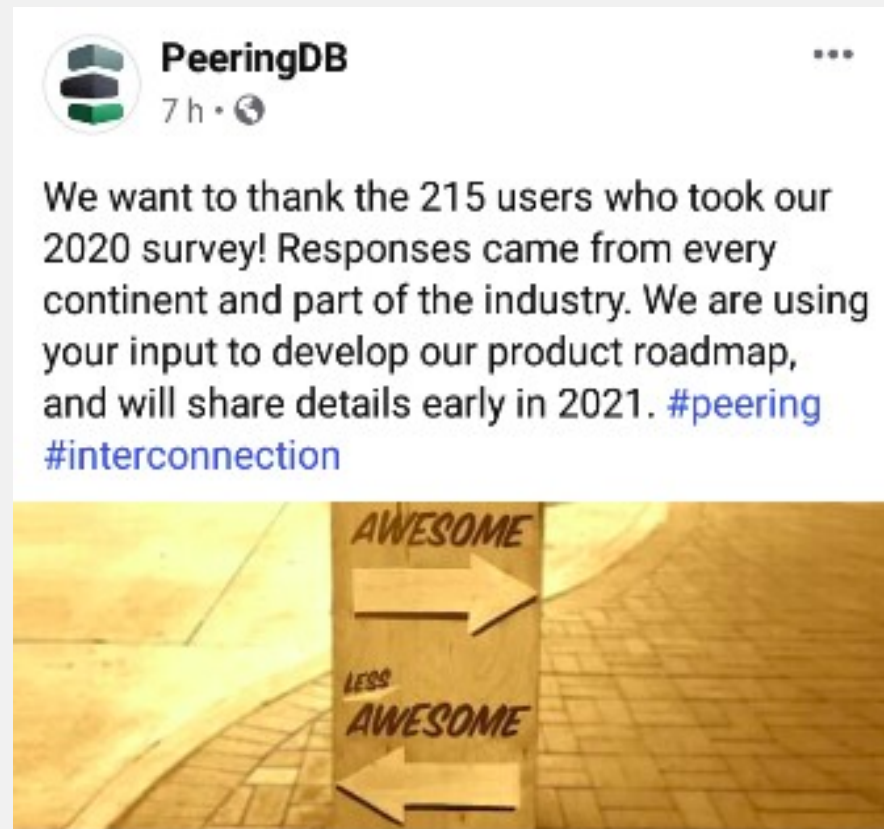 PeeringDB
7 h •
We want to thank the 215 users who took our
2020 survey! Responses came from every
continent and part of the industry. We are using
your input to develop our product roadmap,
and will share details early in 2021. #peering
#interconnection
AWESOME
LESS
AWESOME